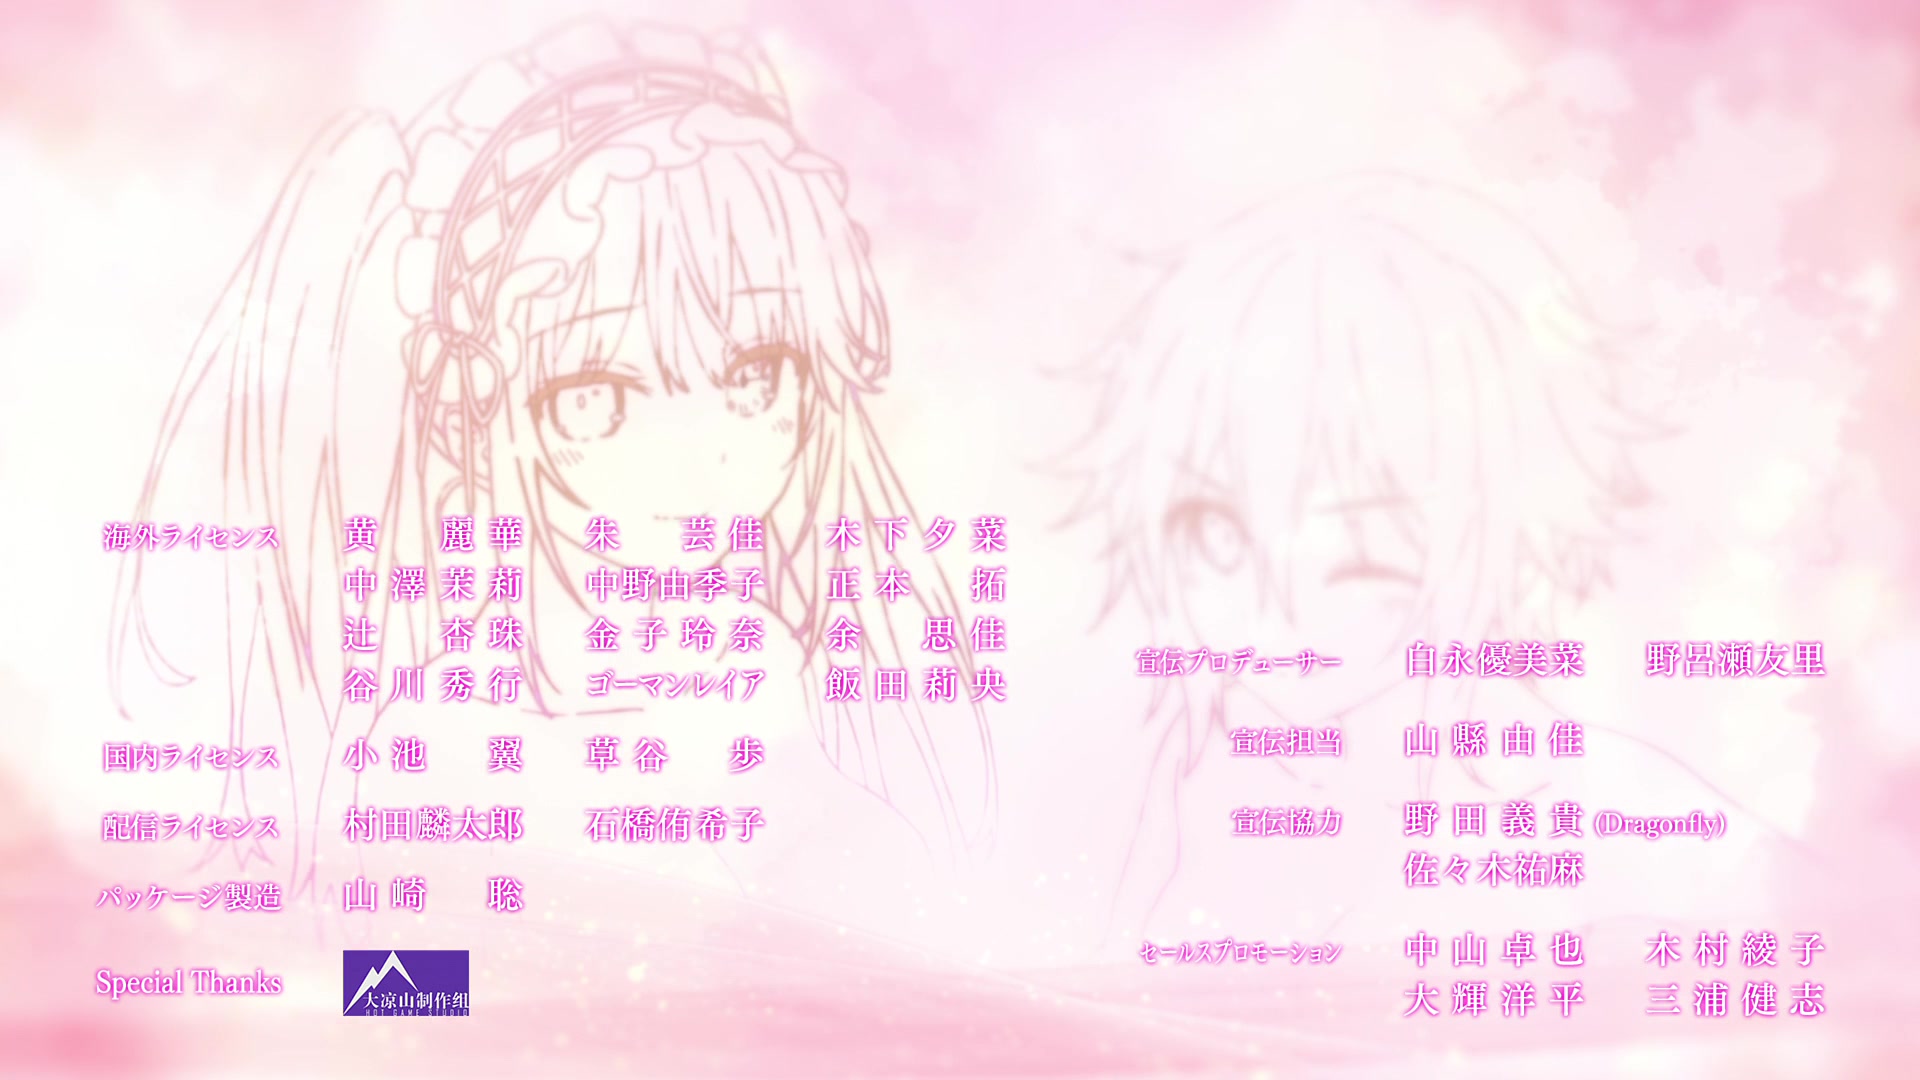 海外ライセンス 黄麗華 朱芸佳 木下夕菜
中澤茉莉 中野由季子 正本拓
辻杏珠 金子玲奈 余思佳
谷川秀行 ゴーマンレイア 飯田莉央
国内ライセンス 小池翼 草谷歩
配信ライセンス 村田麟太郎 石橋侑希子
パッケージ製造 山崎聡
Special Thanks
大凉山制作组
HOT GAME STUDIO
宣伝プロデューサー 白永優美菜 野呂瀬友里
宣伝担当 山縣由佳
宣伝協力 野田義貴 (Dragonfly)
佐々木祐麻
セールスプロモーション 中山卓也 木村綾子
大輝洋平 三浦健志